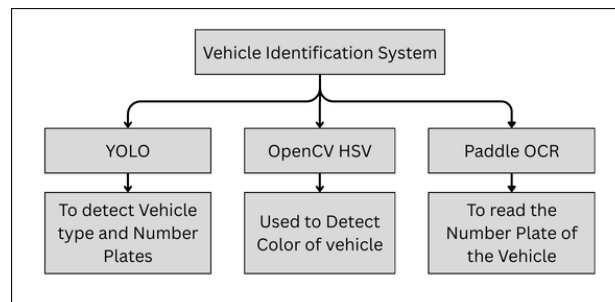 Vehicle Identification System
YOLO
OpenCV HSV
Paddle OCR
To detect Vehicle
type and Number
Plates
Used to Detect
Color of vehicle
To read the
Number Plate of
the Vehicle